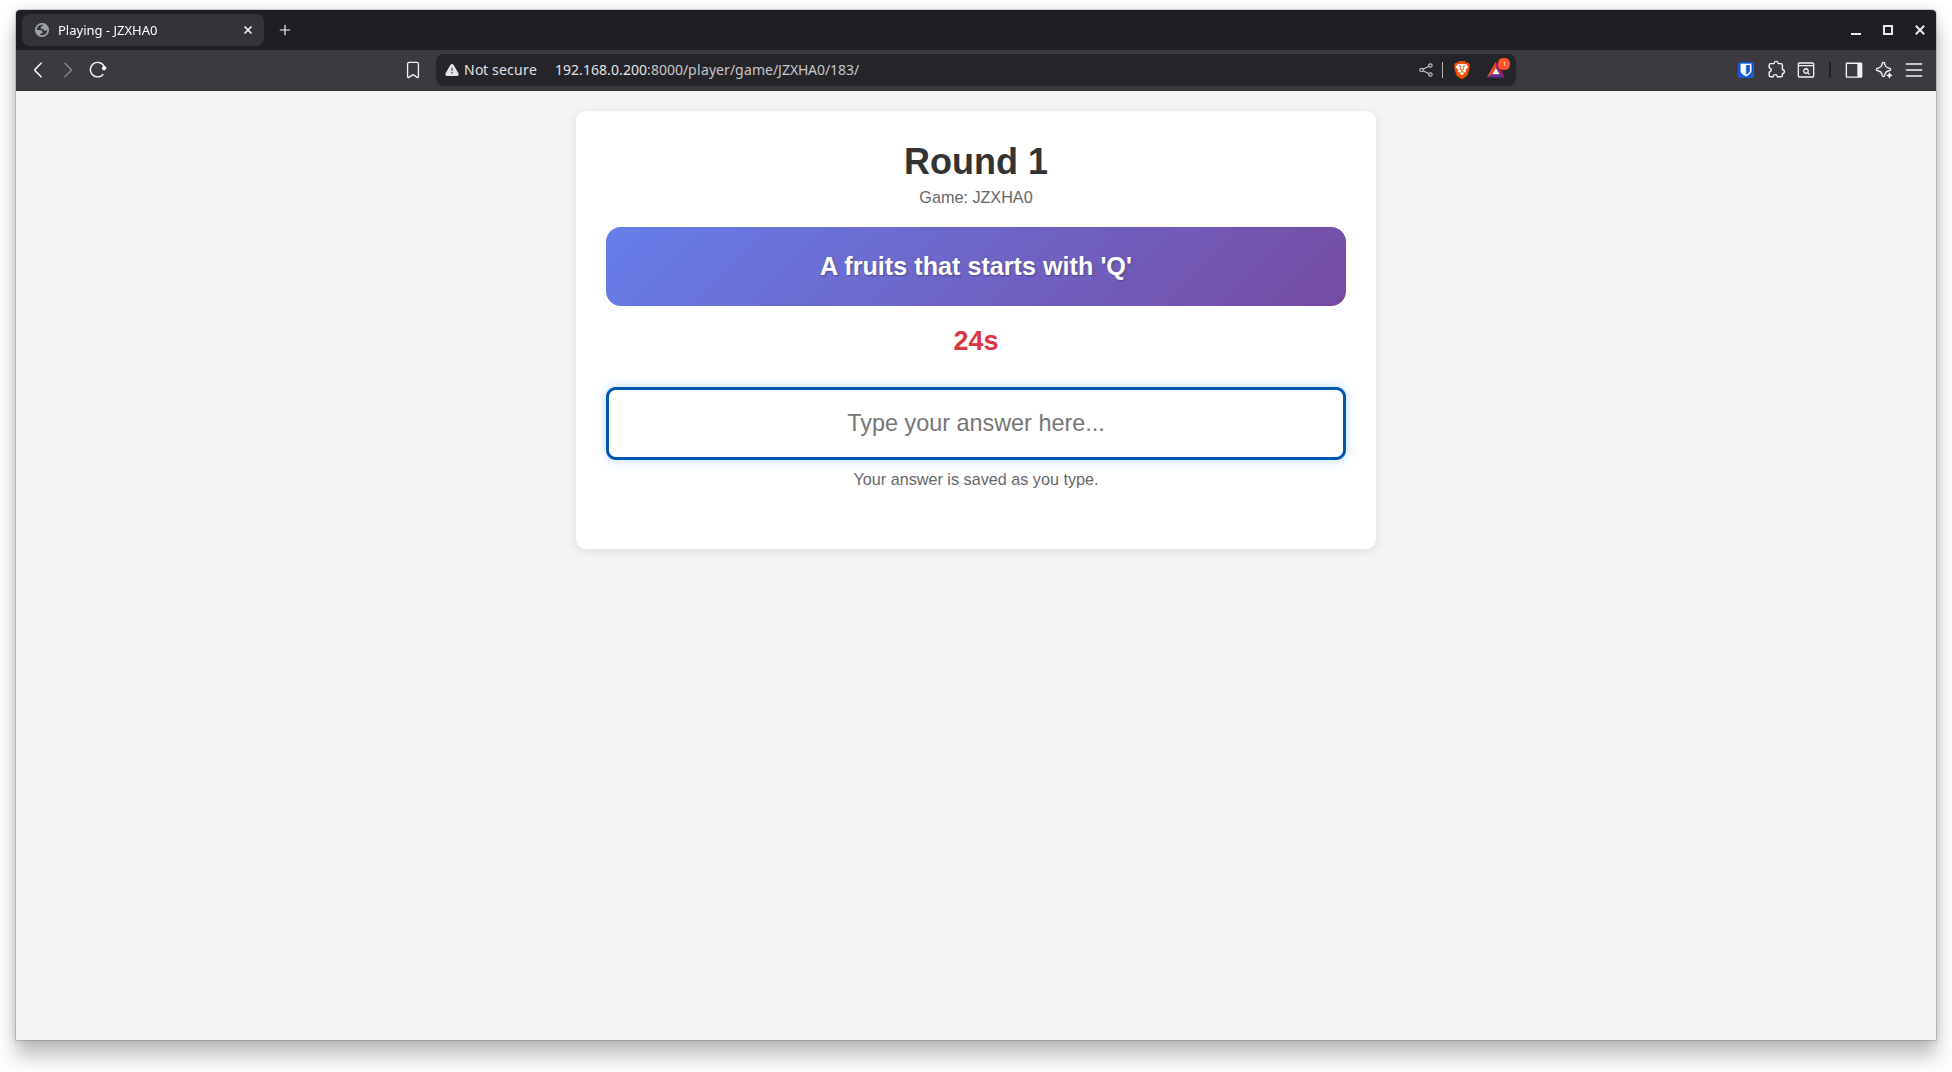 Playing - JZXHA0
Not secure 192.168.0.200:8000/player/game/JZXHA0/183/
Round 1
Game: JZXHA0
A fruits that starts with 'Q'
24s
Type your answer here...
Your answer is saved as you type.